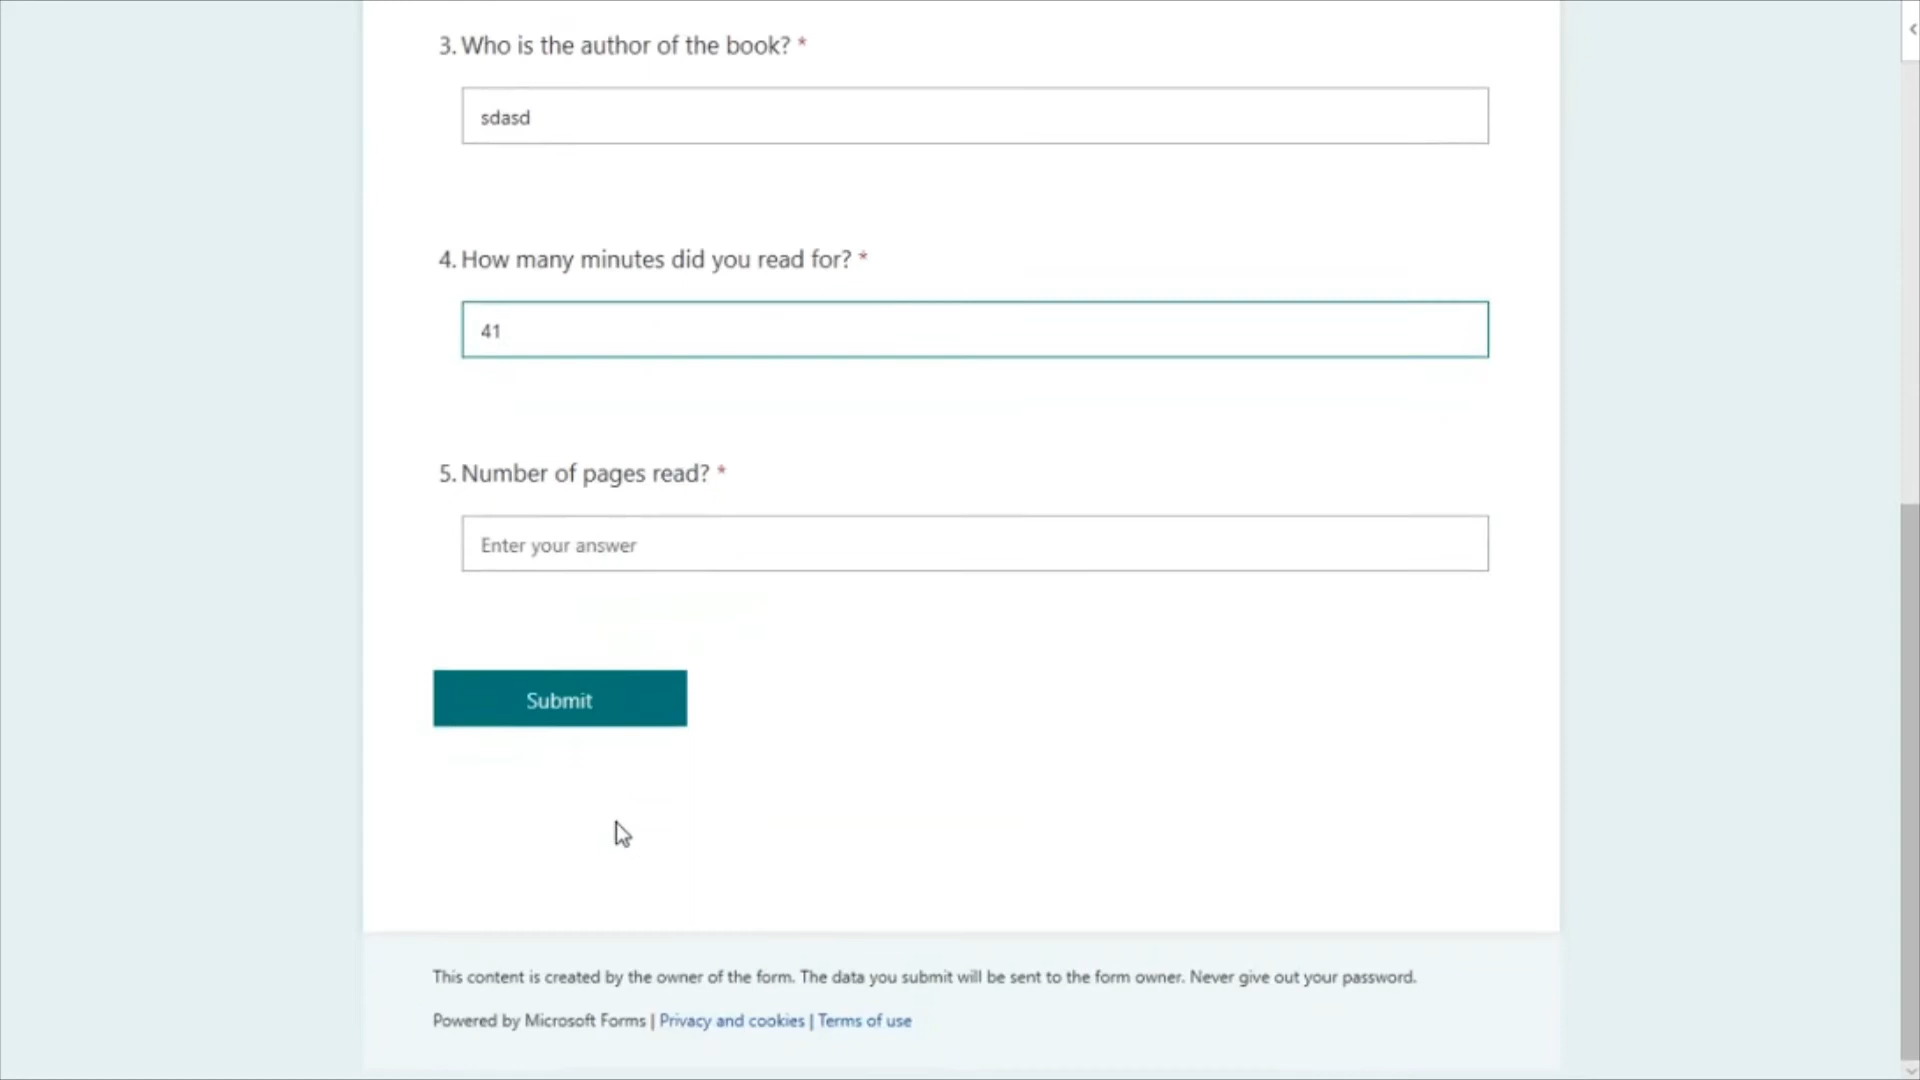 3. Who is the author of the book? *
sdasd
4. How many minutes did you read for? *
41
5. Number of pages read? *
Enter your answer
Submit
This content is created by the owner of the form. The data you submit will be sent to the form owner. Never give out your password.
Powered by Microsoft Forms | Privacy and cookies | Terms of use